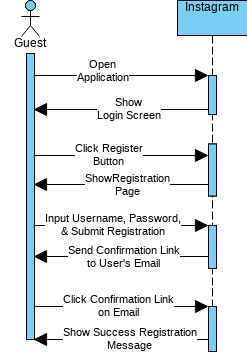 Instagram
Guest
Open
Application
Show
Login Screen
Click Register
Button
ShowRegistration
Page
Input Username, Password,
& Submit Registration
Send Confirmation Link
to User's Email
Click Confirmation Link
on Email
Show Success Registration
Message